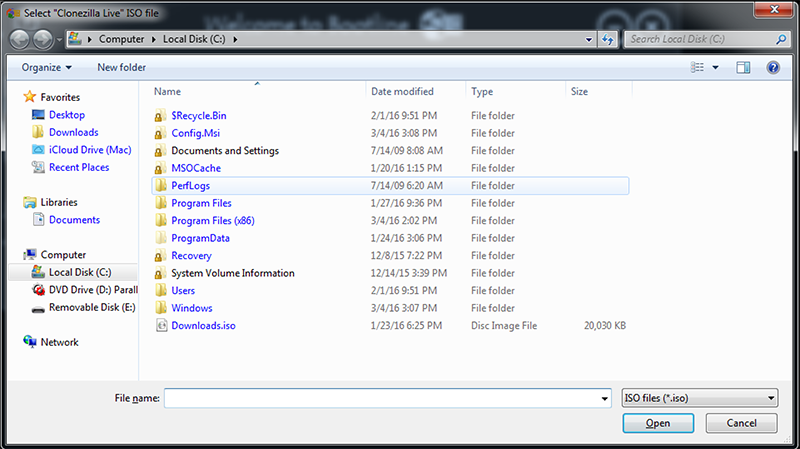 Select "Clonezilla Live" ISO file
Welcome to Bootline
Computer Local Disk (C:) Search Local Disk (C:)
Organize New folder
Name Date modified Type Size
Favorites
Desktop
Downloads
iCloud Drive (Mac)
Recent Places
Libraries
Documents
Computer
Local Disk (C:)
DVD Drive (D:) Parall
Removable Disk (E:)
Network
$Recycle.Bin 2/1/16 9:51 PM File folder
Config.Msi 3/4/16 3:08 PM File folder
Documents and Settings 7/14/09 8:08 AM File folder
MSOCache 1/20/16 1:15 PM File folder
PerfLogs 7/14/09 6:20 AM File folder
Program Files 1/27/16 9:36 PM File folder
Program Files (x86) 3/4/16 2:02 PM File folder
ProgramData 1/24/16 3:06 PM File folder
Recovery 12/8/15 7:22 PM File folder
System Volume Information 12/14/15 3:39 PM File folder
Users 2/1/16 9:51 PM File folder
Windows 3/4/16 3:07 PM File folder
Downloads.iso 1/23/16 6:25 PM Disc Image File 20,030 KB
File name: ISO files (*.iso)
Open Cancel